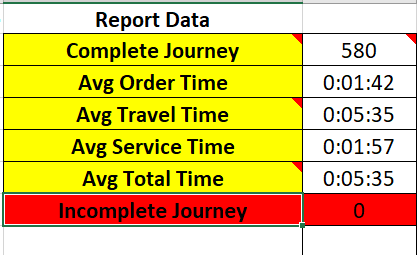 Report Data
Complete Journey 580
Avg Order Time 0:01:42
Avg Travel Time 0:05:35
Avg Service Time 0:01:57
Avg Total Time 0:05:35
Incomplete Journey 0